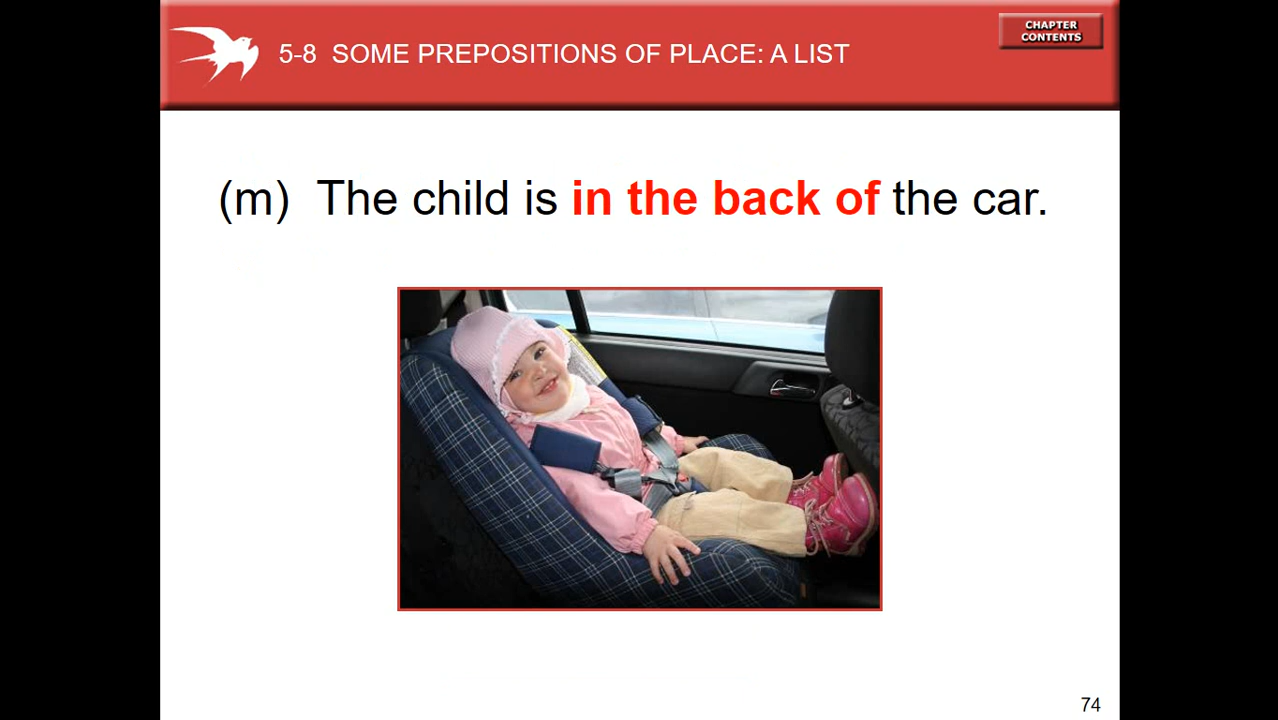 CHAPTER
CONTENTS
5-8 SOME PREPOSITIONS OF PLACE: A LIST
(m) The child is in the back of the car.
74